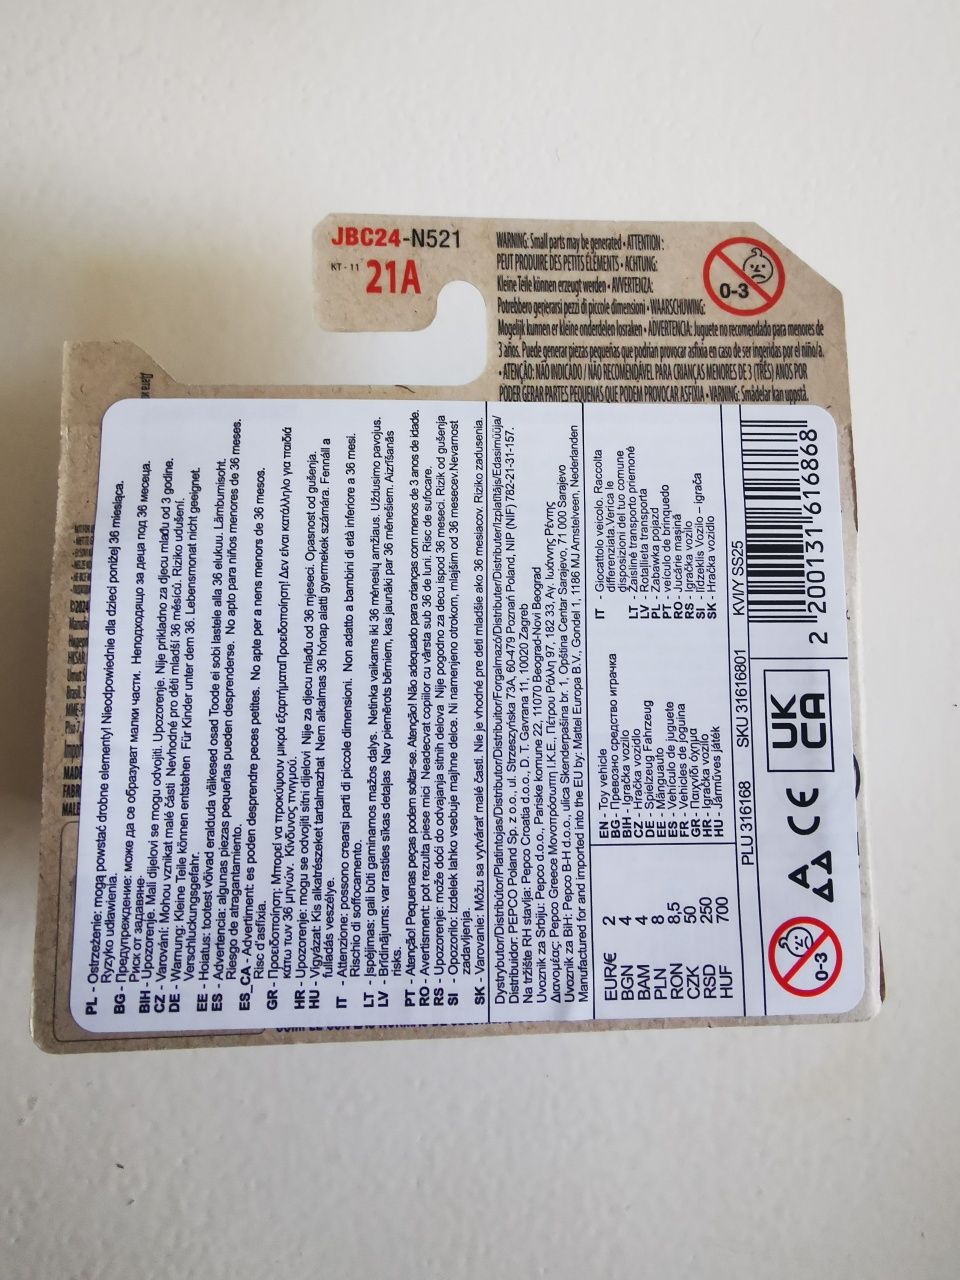 JBC24-N521
KT - 11 21A
WARNING: Small parts may be generated • ATTENTION :
PEUT PRODUIRE DES PETITS ÉLÉMENTS • ACHTUNG:
Kleine Teile können erzeugt werden • AVVERTENZA:
Potrebbero generarsi pezzi di piccole dimensioni • WAARSCHUWING:
Mogelijk kunnen er kleine onderdelen losraken • ADVERTENCIA: Juguete no recomendado para menores de
3 años. Puede generar piezas pequeñas que podrían provocar asfixia en caso de ser ingeridas por el niño/a.
• ATENÇÃO: NÃO INDICADO / NÃO RECOMENDÁVEL PARA CRIANÇAS MENORES DE 3 (TRÊS) ANOS POR
PODER GERAR PARTES PEQUENAS QUE PODEM PROVOCAR ASFIXIA • VARNING: Smådelar kan uppstå.
0-3
PL - Ostrzeżenie: mogą powstać drobne elementy! Nieodpowiednie dla dzieci poniżej 36 miesiąca.
Ryzyko udławienia.
BG - Предупреждение: може да се образуват малки части. Неподходящо за деца под 36 месеца.
Риск от задавяне.
BIH - Upozorenje. Mali dijelovi se mogu odvojiti. Upozorenje. Nije prikladno za djecu mlađu od 3 godine.
CZ - Varování: Mohou vznikat malé části Nevhodné pro děti mladší 36 měsíců. Riziko udušení.
DE - Warnung: Kleine Teile können entstehen Für Kinder unter dem 36. Lebensmonat nicht geeignet.
Verschluckungsgefahr.
EE - Hoiatus: tootest võivad eralduda väikesed osad Toode ei sobi lastele alla 36 elukuu. Lämbumisoht.
ES - Advertencia: algunas piezas pequeñas pueden desprenderse. No apto para niños menores de 36 meses.
Riesgo de atragantamiento.
ES_CA - Advertiment: es poden desprendre peces petites. No apte per a nens menors de 36 mesos.
Risc d'asfíxia.
GR - Προειδοποίηση: Μπορεί να προκύψουν μικρά εξαρτήματαΠροειδοποίηση! Δεν είναι κατάλληλο για παιδιά
κάτω των 36 μηνών. Κίνδυνος πνιγμού.
HR - Upozorenje: mogu se odvojiti sitni dijelovi Nije za djecu mlađu od 36 mjeseci. Opasnost od gušenja.
HU - Vigyázat: Kis alkatrészeket tartalmazhat Nem alkalmas 36 hónap alatti gyermekek számára. Fennáll a
fulladás veszélye.
IT - Attenzione: possono crearsi parti di piccole dimensioni. Non adatto a bambini di età inferiore a 36 mesi.
Rischio di soffocamento.
LT - Įspėjimas: gali būti gaminamos mažos dalys. Netinka vaikams iki 36 mėnesių amžiaus. Užduśimo pavojus.
LV - Brīdinājums: var rasties sīkas detaļas Nav piemērots bērniem, kas jaunāki par 36 mēnešiem. Aizrīšanās
risks.
PT - Atenção! Pequenas peças podem soltar-se. Atenção! Não adequado para crianças com menos de 3 anos de idade.
RO - Avertisment: pot rezulta piese mici Neadecvat copiilor cu vârsta sub 36 de luni. Risc de sufocare.
RS - Upozorenje: može doći do odvajanja sitnih delova Nije pogodno za decu ispod 36 meseci. Rizik od gušenja
SI - Opozorilo: Izdelek lahko vsebuje majhne delce. Ni namenjeno otrokom, mlajšim od 36 mesecev.Nevarnost
zadavljenja.
SK - Varovanie: Môžu sa vytvárať malé časti. Nie je vhodné pre deti mladšie ako 36 mesiacov. Riziko zadusenia.
Dystrybutor/Distribútor/Platintojas/Distributor/Distribuitor/Forgalmazó/Distributer/Distributer/Izplatītājs/Edasimüüja/
Distribuidor: PEPCO Poland Sp. z o.o., ul. Strzeszyńska 73A, 60-479 Poznań Poland, NIP (NIF) 782-21-31-157.
Na tržište RH stavlja: Pepco Croatia d.o.o., D. T. Gavrana 11, 10020 Zagreb
Uvoznik za Srbiju: Pepco d.o.o., Pariske komune 22, 11070 Beograd-Novi Beograd
Διανομέας: Pepco Greece Μονοπρόσωπη Ι.Κ.Ε., Πέτρου Ράλλη 97, 182 33, Αγ. Ιωάννης Ρέντης
Uvoznik za BiH: Pepco B-H d.o.o., ulica Skenderpašina br. 1, Opština Centar Sarajevo, 71 000 Sarajevo
Manufactured for and imported into the EU by: Mattel Europa B.V., Gondel 1, 1186 MJ Amstelveen, Nederlanden
EUR/€ 2
BGN 4
BAM 4
PLN 8
RON 8,5
CZK 50
RSD 250
HUF 700
EN - Toy vehicle
BG - Превозно средство играчка
BIH - Igračka vozilo
CZ - Hračka vozidlo
DE - Spielzeug Fahrzeug
EE - Mänguauto
ES - Vehículo de juguete
FR - Véhicules de joguina
GR - Παιχνίδι όχημα
HR - Igračka vozilo
HU - Járműves játék
IT - Giocattolo veicolo. Raccolta
differenziata.Verica le
disposizioni del tuo comune
LT - Žaislinė transporto priemonė
LV - Rotaļlieta transporta
PL - Zabawka pojazd
PT - veículo de brinquedo
RO - Jucărie mașină
RS - Igračka vozilo
SI - Izdzeklis Vozilo – igrača
SK - Hračka vozidlo
PLU 316168 SKU 31616801 KVIVY SS25
0-3
CE
UK
CA
2 200131 616868